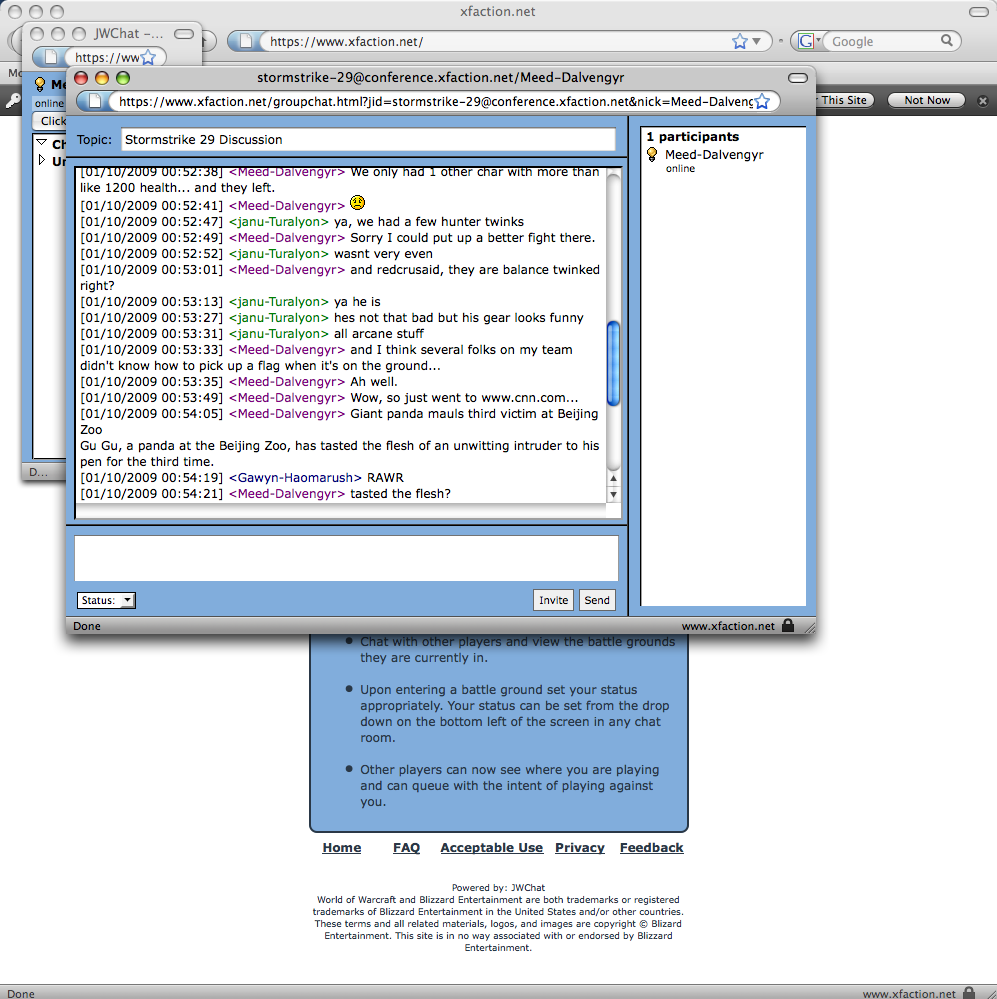 xfaction.net
JWChat –...
https://www.xfaction.net/
Google
https://www
stormstrike-29@conference.xfaction.net/Meed-Dalvengyr
https://www.xfaction.net/groupchat.html?jid=stormstrike-29@conference.xfaction.net&nick=Meed-Dalveng
This Site
Not Now
online
Click
Topic:
Stormstrike 29 Discussion
[01/10/2009 00:52:38] <Meed-Dalvengyr> We only had 1 other char with more than
like 1200 health... and they left.
[01/10/2009 00:52:41] <Meed-Dalvengyr>
[01/10/2009 00:52:47] <janu-Turalyon> ya, we had a few hunter twinks
[01/10/2009 00:52:49] <Meed-Dalvengyr> Sorry I could put up a better fight there.
[01/10/2009 00:52:52] <janu-Turalyon> wasnt very even
[01/10/2009 00:53:01] <Meed-Dalvengyr> and redcrusaid, they are balance twinked
right?
[01/10/2009 00:53:13] <janu-Turalyon> ya he is
[01/10/2009 00:53:27] <janu-Turalyon> hes not that bad but his gear looks funny
[01/10/2009 00:53:31] <janu-Turalyon> all arcane stuff
[01/10/2009 00:53:33] <Meed-Dalvengyr> and I think several folks on my team
didn't know how to pick up a flag when it's on the ground...
[01/10/2009 00:53:35] <Meed-Dalvengyr> Ah well.
[01/10/2009 00:53:49] <Meed-Dalvengyr> Wow, so just went to www.cnn.com...
[01/10/2009 00:54:05] <Meed-Dalvengyr> Giant panda mauls third victim at Beijing
Zoo
Gu Gu, a panda at the Beijing Zoo, has tasted the flesh of an unwitting intruder to his
pen for the third time.
[01/10/2009 00:54:19] <Gawyn-Haomarush> RAWR
[01/10/2009 00:54:21] <Meed-Dalvengyr> tasted the flesh?
1 participants
Meed-Dalvengyr
online
D...
Status:
Invite
Send
Done
www.xfaction.net
Chat with other players and view the battle grounds
they are currently in.
Upon entering a battle ground set your status
appropriately. Your status can be set from the drop
down on the bottom left of the screen in any chat
room.
Other players can now see where you are playing
and can queue with the intent of playing against
you.
Home
FAQ
Acceptable Use
Privacy
Feedback
Powered by: JWChat
World of Warcraft and Blizzard Entertainment are both trademarks or registered
trademarks of Blizzard Entertainment in the United States and/or other countries.
These terms and all related materials, logos, and images are copyright © Blizzard
Entertainment. This site is in no way associated with or endorsed by Blizzard
Entertainment.
Done
www.xfaction.net